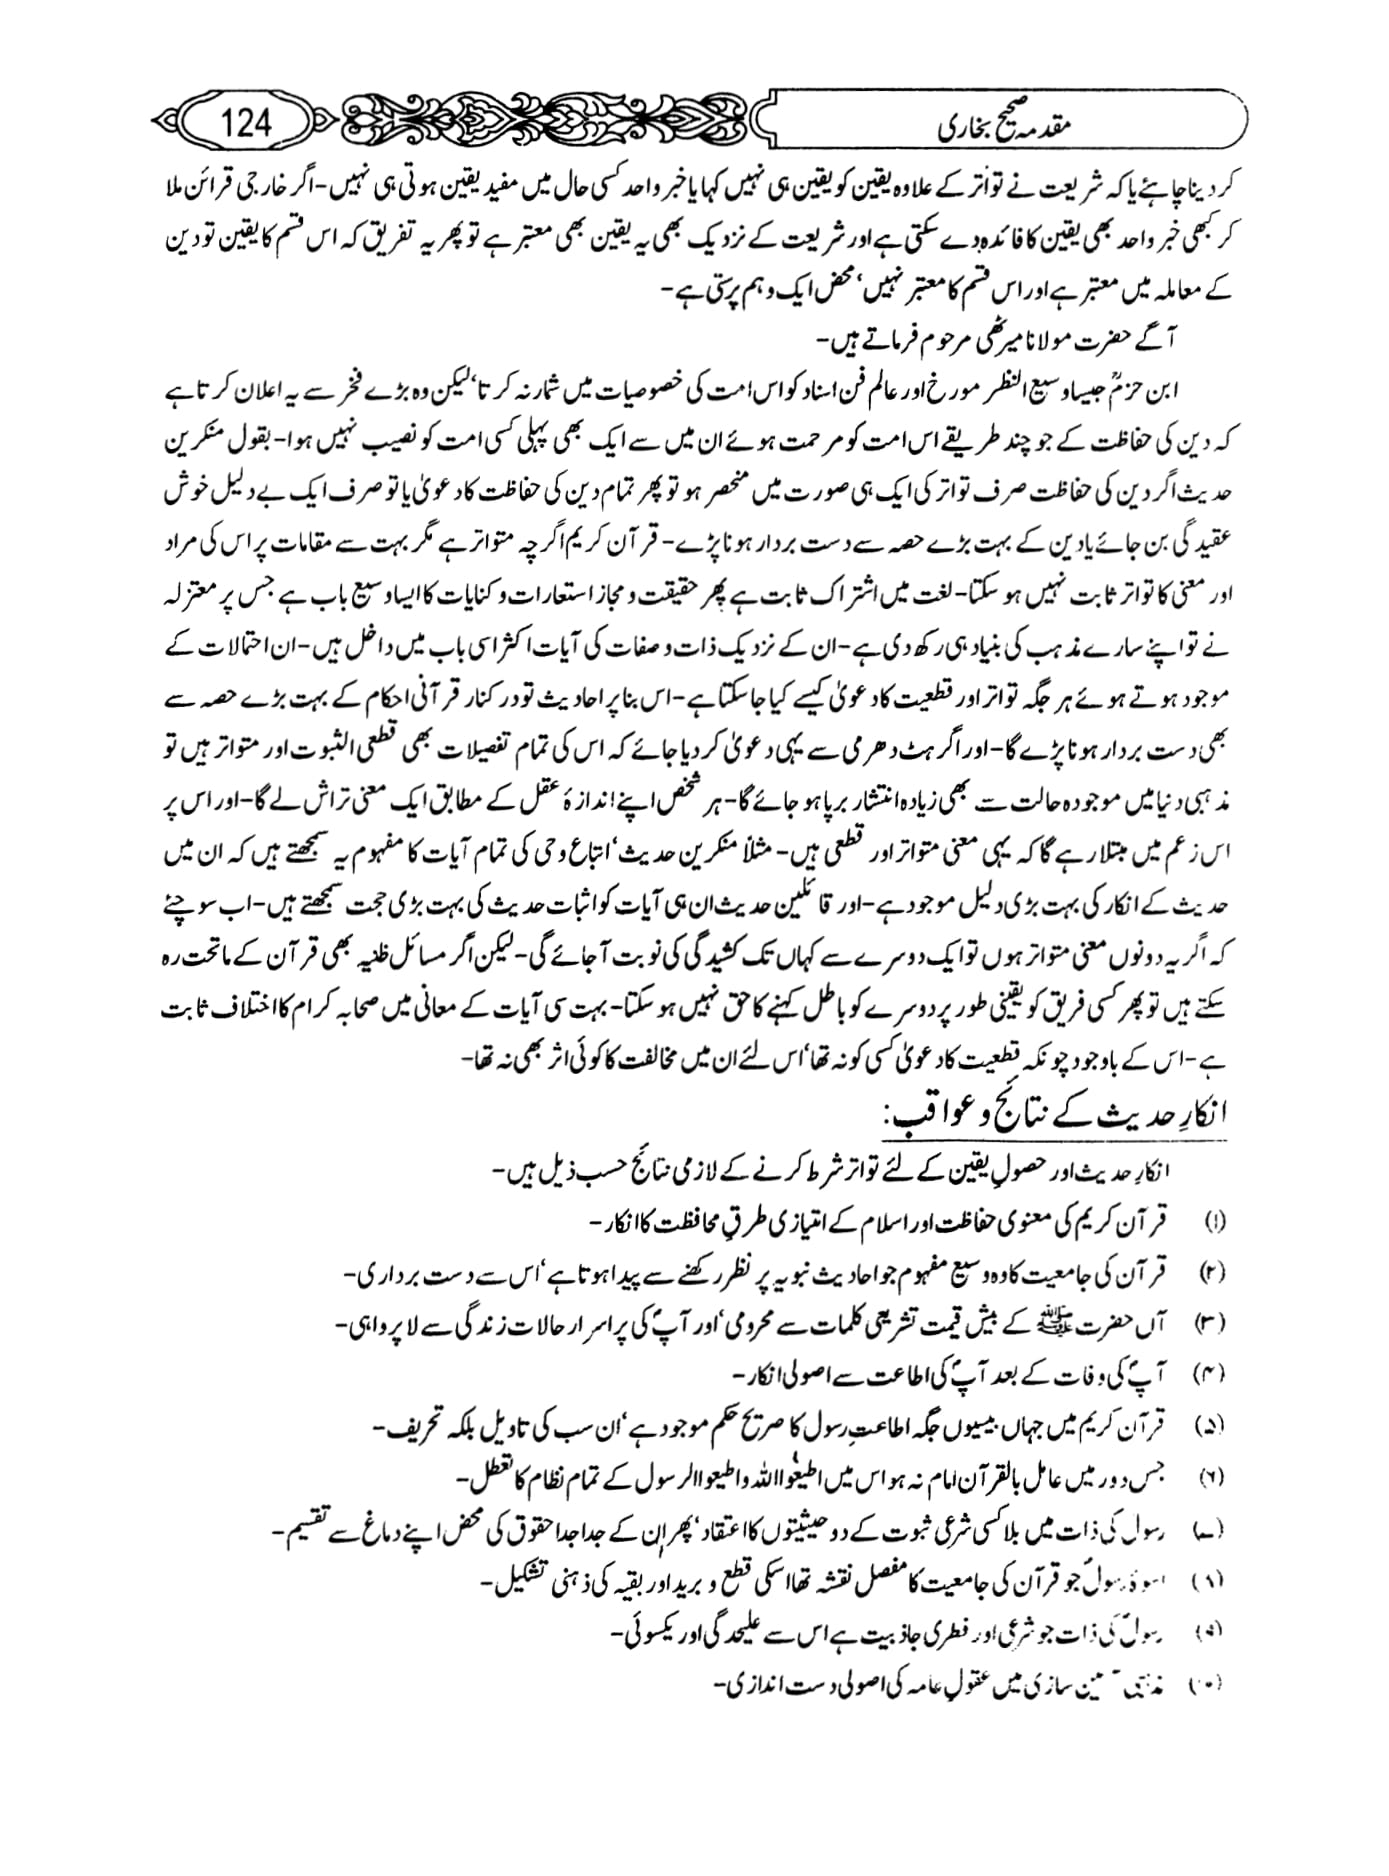 مقدمہ صحیح بخاری
124
کر دینا چاہئے یا کہ شریعت نے تواتر کے علاوہ یقین کو یقین ہی نہیں کہا یا خبر واحد کسی حال میں مفید یقین ہوتی ہی نہیں-اگر خارجی قرائن ملا
کر کبھی خبر واحد بھی یقین کا فائدہ دے سکتی ہے اور شریعت کے نزدیک بھی یہ یقین بھی معتبر ہے تو پھر یہ تفریق کہ اس قسم کا یقین تو دین
کے معاملہ میں معتبر ہے اور اس قسم کا معتبر نہیں‘ محض ایک وہم پرستی ہے-
آگے حضرت مولانا میرٹھی مرحوم فرماتے ہیں-
ابن حزمؒ جیسا وسیع النظر مورخ اور عالم فن اسناد کو اس امت کی خصوصیات میں شمار نہ کرتا‘ لیکن وہ بڑے فخر سے یہ اعلان کرتا ہے
کہ دین کی حفاظت کے جو چند طریقے اس امت کو مرحمت ہوئے ان میں سے ایک بھی پہلی کسی امت کو نصیب نہیں ہوا-بقول منکرین
حدیث اگر دین کی حفاظت صرف تواتر کی ایک ہی صورت میں منحصر ہو تو پھر تمام دین کی حفاظت کا دعویٰ یا تو صرف ایک بے دلیل خوش
عقیدگی بن جائے یا دین کے بہت بڑے حصہ سے دست بردار ہونا پڑے-قرآن کریم اگرچہ متواتر ہے مگر بہت سے مقامات پر اس کی مراد
اور معنی کا تواتر ثابت نہیں ہو سکتا-لغت میں اشتراک ثابت ہے پھر حقیقت و مجاز استعارات و کنایات کا ایسا وسیع باب ہے جس پر معتزلہ
نے تو اپنے سارے مذہب کی بنیاد ہی رکھ دی ہے-ان کے نزدیک ذات و صفات کی آیات اکثر اسی باب میں داخل ہیں-ان احتمالات کے
موجود ہوتے ہوئے ہر جگہ تواتر اور قطعیت کا دعویٰ کیسے کیا جا سکتا ہے-اس بنا پر احادیث تو درکنار قرآنی احکام کے بہت بڑے حصہ سے
بھی دست بردار ہونا پڑے گا-اور اگر ہٹ دھرمی سے یہی دعویٰ کر دیا جائے کہ اس کی تمام تفصیلات بھی قطعی الثبوت اور متواتر ہیں تو
مذہبی دنیا میں موجودہ حالت سے بھی زیادہ انتشار برپا ہو جائے گا-ہر شخص اپنے اندازۂ عقل کے مطابق ایک معنی تراش لے گا-اور اس پر
اس زعم میں مبتلا رہے گا کہ یہی معنی متواتر اور قطعی ہیں-مثلاً منکرین حدیث‘ اتباع وحی کی تمام آیات کا مفہوم یہ سمجھتے ہیں کہ ان میں
حدیث کے انکار کی بہت بڑی دلیل موجود ہے-اور قائلین حدیث ان ہی آیات کو اثبات حدیث کی بہت بڑی حجت سمجھتے ہیں-اب سوچئے
کہ اگر یہ دونوں معنی متواتر ہوں تو ایک دوسرے سے کہاں تک کشیدگی کی نوبت آ جائے گی-لیکن اگر مسائل ظنیہ بھی قرآن کے ماتحت رہ
سکتے ہیں تو پھر کسی فریق کو یقینی طور پر دوسرے کو باطل کہنے کا حق نہیں ہو سکتا-بہت سی آیات کے معانی میں صحابہ کرام کا اختلاف ثابت
ہے-اس کے باوجود چونکہ قطعیت کا دعویٰ کسی کو نہ تھا‘ اس لئے ان میں مخالفت کا کوئی اثر بھی نہ تھا-
انکارِ حدیث کے نتائج و عواقب:
انکارِ حدیث اور حصولِ یقین کے لئے تواتر شرط کرنے کے لازمی نتائج حسب ذیل ہیں-
(۱) قرآن کریم کی معنوی حفاظت اور اسلام کے امتیازی طرقِ محافظت کا انکار-
(۲) قرآن کی جامعیت کا وہ وسیع مفہوم جو احادیث نبویہ پر نظر رکھنے سے پیدا ہوتا ہے‘ اس سے دست برداری-
(۳) آں حضرت ﷺ کے بیش قیمت تشریعی کلمات سے محرومی‘ اور آپؐ کی پراسرار حالات زندگی سے لاپرواہی-
(۴) آپؐ کی وفات کے بعد آپؐ کی اطاعت سے اصولی انکار-
(۵) قرآن کریم میں جہاں بیسیوں جگہ اطاعتِ رسول کا صریح حکم موجود ہے‘ ان سب کی تاویل بلکہ تحریف-
(۶) جس دور میں عامل بالقرآن امام نہ ہو اس میں اطیعُوا اللہ واطیعوا الرسول کے تمام نظام کا تعطل-
(۷) رسول کی ذات میں بلا کسی شرعی ثبوت کے دو حیثیتوں کا اعتقاد‘ پھر ان کے جدا جدا حقوق کی محض اپنے دماغ سے تقسیم-
(۸) اسوۂ رسولؐ جو قرآن کی جامعیت کا مفصل نقشہ تھا اسکی قطع و برید اور بقیہ کی ذہنی تشکیل-
(۹) رسولؐ کی ذات جو شرعی اور فطری جاذبیت ہے اس سے علیحدگی اور یکسوئی-
(۱۰) سازی میں عقولِ عامہ کی اصولی دست اندازی-